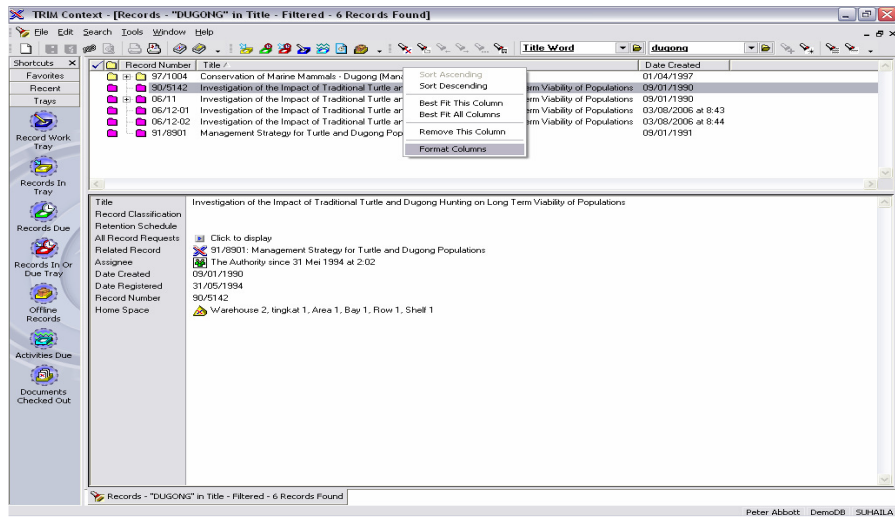 TRIM Context - [Records - "DUGONG" in Title - Filtered - 6 Records Found]
File Edit Search Tools Window Help
Title Word dugong
Shortcuts
Favorites
Recent
Trays
Record Work Tray
Records In Tray
Records Due
Records In Or Due Tray
Offline Records
Activities Due
Documents Checked Out
Record Number Title Date Created
97/1004 Conservation of Marine Mammals - Dugong (Mana 01/04/1997
90/5142 Investigation of the Impact of Traditional Turtle ar rm Viability of Populations 09/01/1990
06/11 Investigation of the Impact of Traditional Turtle ar erm Viability of Populations 09/01/1990
06/12-01 Investigation of the Impact of Traditional Turtle ar erm Viability of Populations 03/08/2006 at 8:43
06/12-02 Investigation of the Impact of Traditional Turtle ar erm Viability of Populations 03/08/2006 at 8:44
91/8901 Management Strategy for Turtle and Dugong Pop 09/01/1991
Sort Ascending
Sort Descending
Best Fit This Column
Best Fit All Columns
Remove This Column
Format Columns
Title Investigation of the Impact of Traditional Turtle and Dugong Hunting on Long Term Viability of Populations
Record Classification
Retention Schedule
All Record Requests Click to display
Related Record 91/8901: Management Strategy for Turtle and Dugong Populations
Assignee The Authority since 31 Mei 1994 at 2:02
Date Created 09/01/1990
Date Registered 31/05/1994
Record Number 90/5142
Home Space Warehouse 2, tingkat 1, Area 1, Bay 1, Row 1, Shelf 1
Records - "DUGONG" in Title - Filtered - 6 Records Found
Peter Abbott DemoDB SUHAILA